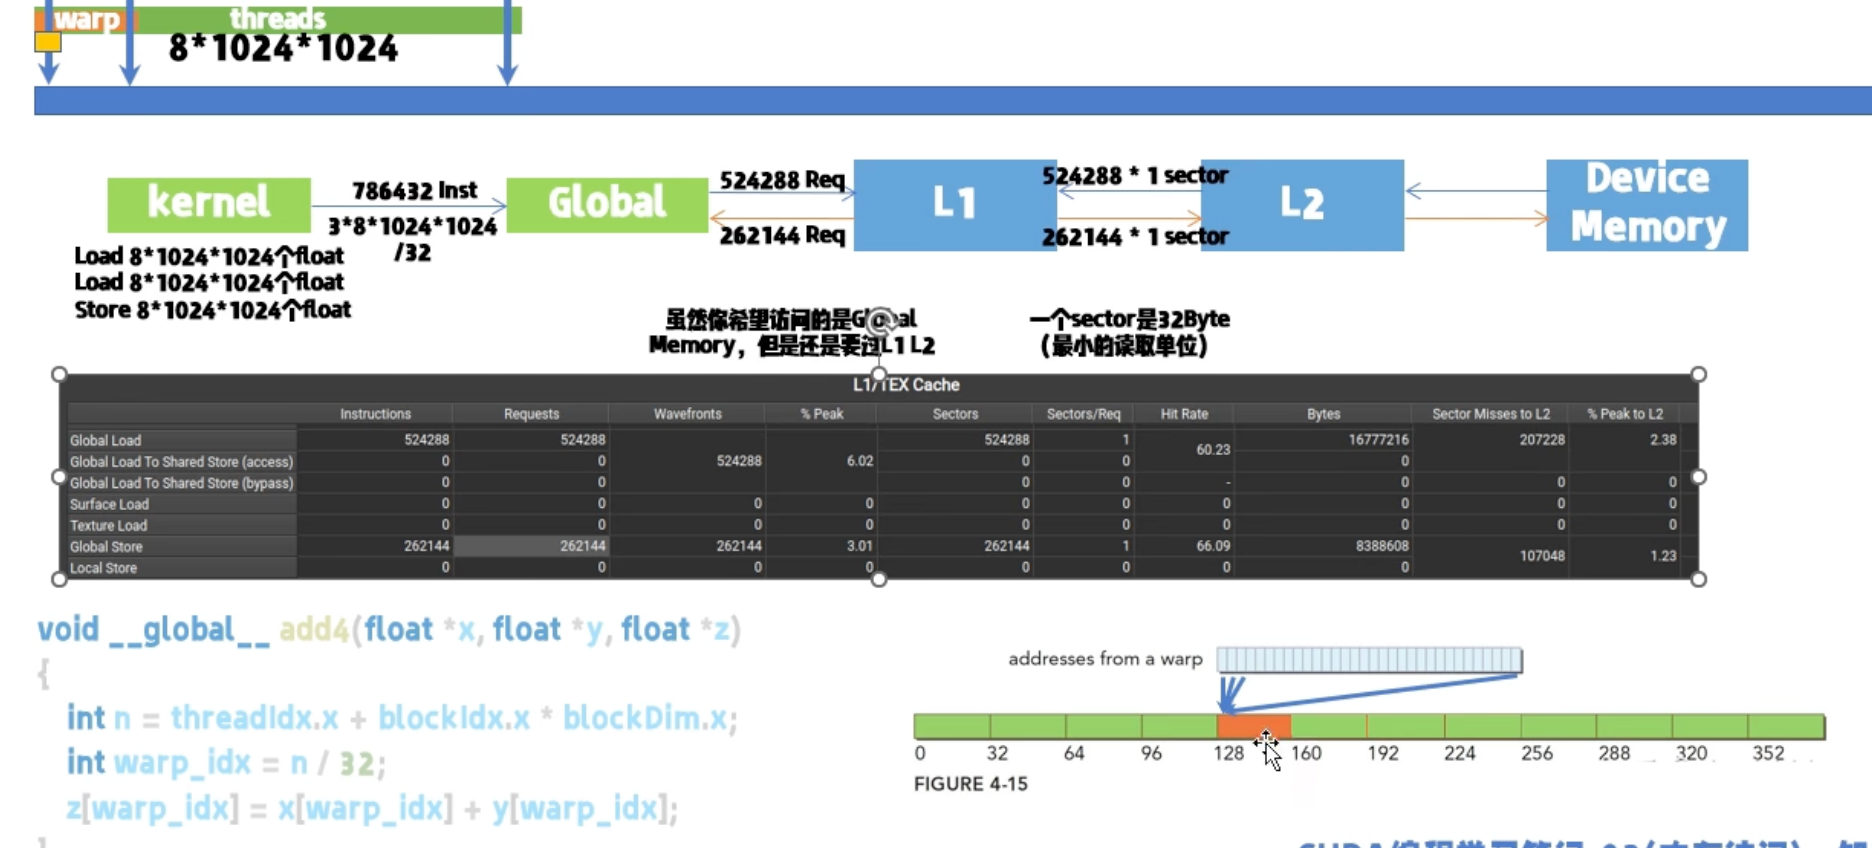 warp threads
8*1024*1024
kernel
786432 Inst
3*8*1024*1024
/32
Global
524288 Req
262144 Req
L1
524288 * 1 sector
262144 * 1 sector
L2
Device
Memory
Load 8*1024*1024个float
Load 8*1024*1024个float
Store 8*1024*1024个float
虽然你希望访问的是Global
Memory，但是还是要过L1 L2
一个sector是32Byte
（最小的读取单位）
L1/TEX Cache
Instructions Requests Wavefronts % Peak Sectors Sectors/Req Hit Rate Bytes Sector Misses to L2 % Peak to L2
Global Load 524288 524288 524288 1 60.23 16777216 207228 2.38
Global Load To Shared Store (access) 0 0 524288 6.02 0 0 0
Global Load To Shared Store (bypass) 0 0 0 0 - 0 0 0
Surface Load 0 0 0 0 0 0 0 0 0 0
Texture Load 0 0 0 0 0 0 0 0 0 0
Global Store 262144 262144 262144 3.01 262144 1 66.09 8388608 107048 1.23
Local Store 0 0 0 0 0 0 0 0
void __global__ add4(float *x, float *y, float *z)
{
int n = threadIdx.x + blockIdx.x * blockDim.x;
int warp_idx = n / 32;
z[warp_idx] = x[warp_idx] + y[warp_idx];
addresses from a warp
0 32 64 96 128 160 192 224 256 288 320 352
FIGURE 4-15